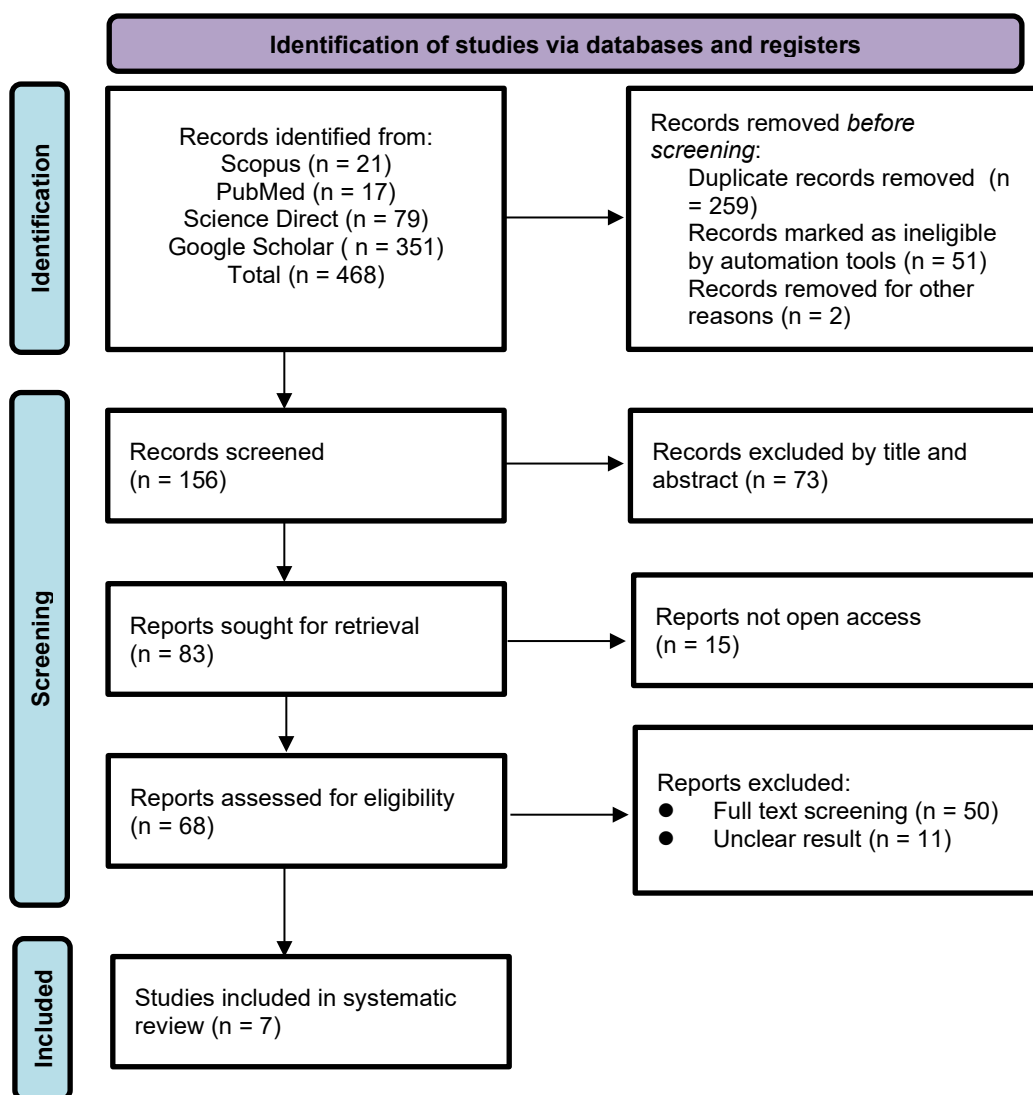 Identification of studies via databases and registers
Identification
Records identified from:
Scopus (n = 21)
PubMed (n = 17)
Science Direct (n = 79)
Google Scholar ( n = 351)
Total (n = 468)
Records removed before
screening:
Duplicate records removed  (n
= 259)
Records marked as ineligible
by automation tools (n = 51)
Records removed for other
reasons (n = 2)
Screening
Records screened
(n = 156)
Records excluded by title and
abstract (n = 73)
Reports sought for retrieval
(n = 83)
Reports not open access
(n = 15)
Reports assessed for eligibility
(n = 68)
Reports excluded:
● Full text screening (n = 50)
● Unclear result (n = 11)
Included
Studies included in systematic
review (n = 7)